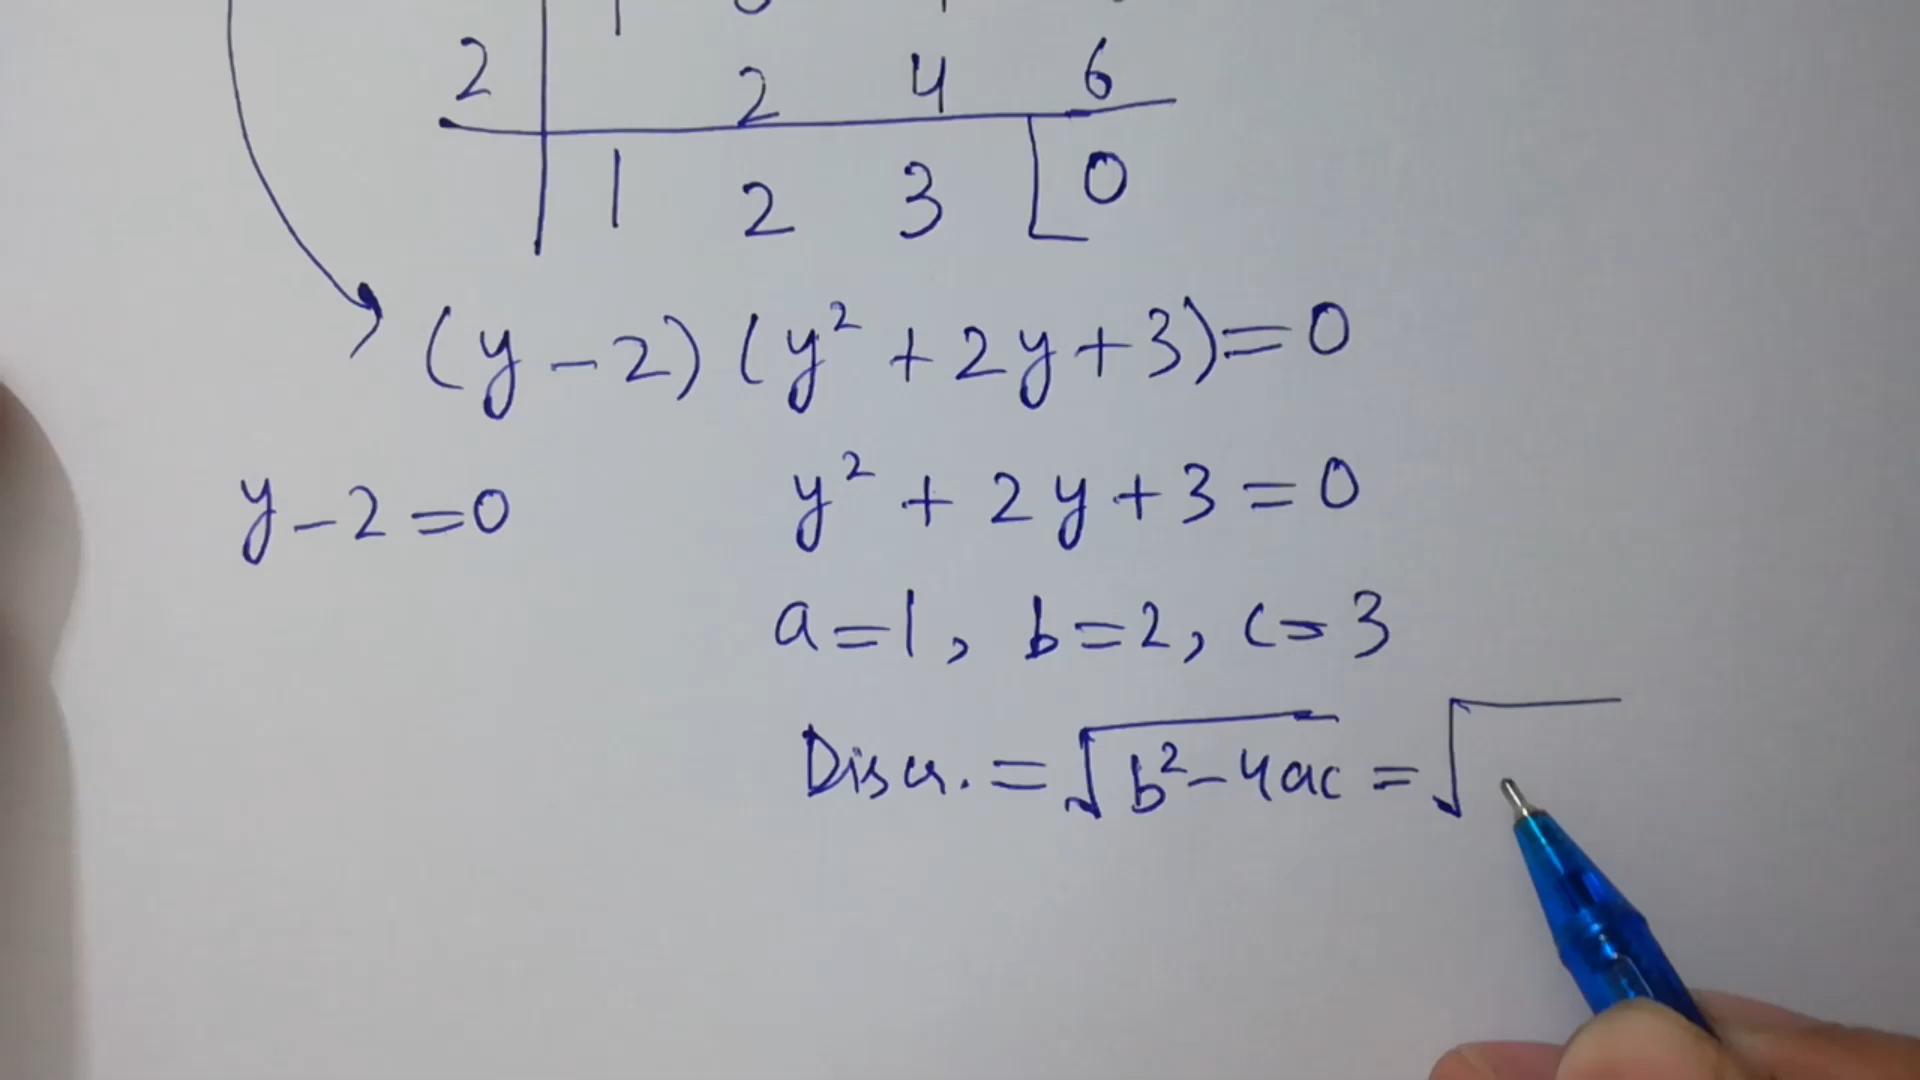 2 2 4 6
1 2 3 0
(y-2) (y² + 2y + 3) = 0
y - 2 = 0 y² + 2y + 3 = 0
a = 1, b = 2, c = 3
Discr. = √b² - 4ac = √